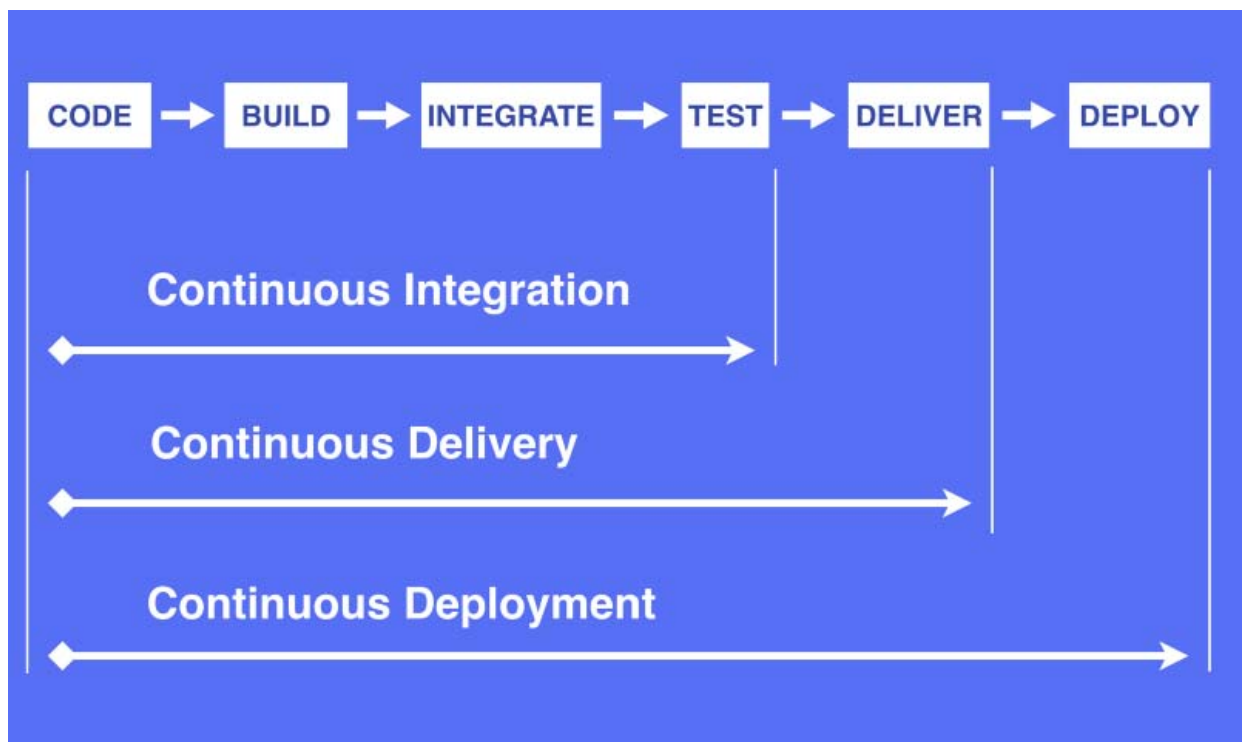 CODE BUILD INTEGRATE TEST DELIVER DEPLOY
Continuous Integration
Continuous Delivery
Continuous Deployment